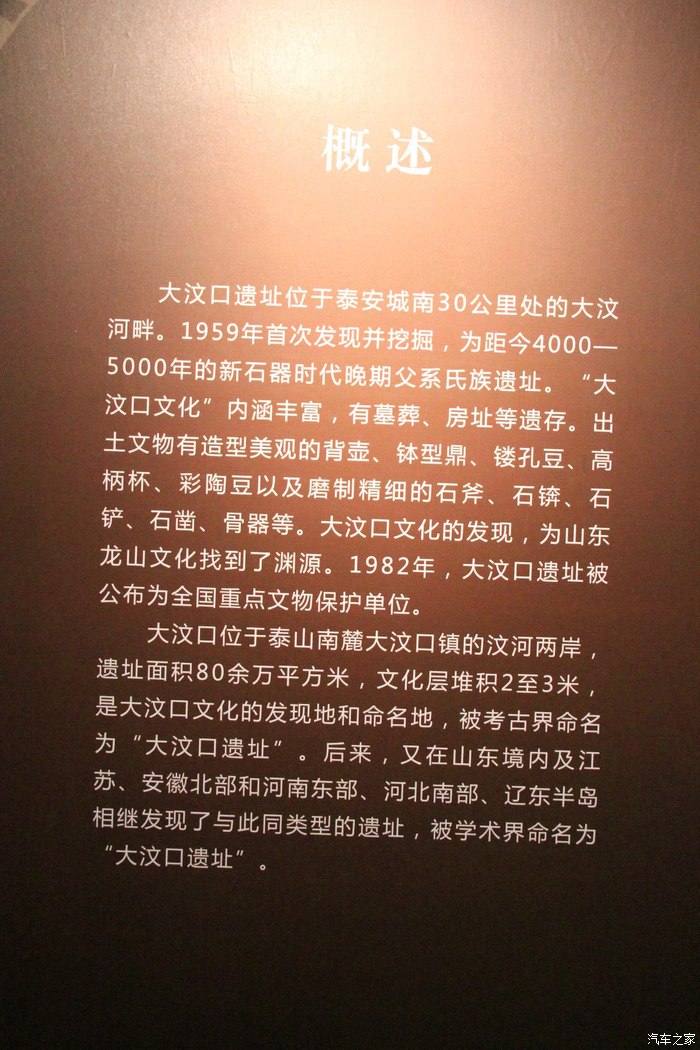 概述
大汶口遗址位于泰安城南30公里处的大汶
河畔。1959年首次发现并挖掘，为距今4000—
5000年的新石器时代晚期父系氏族遗址。“大
汶口文化”内涵丰富，有墓葬、房址等遗存。出
土文物有造型美观的背壶、钵型鼎、镂孔豆、高
柄杯、彩陶豆以及磨制精细的石斧、石锛、石
铲、石凿、骨器等。大汶口文化的发现，为山东
龙山文化找到了渊源。1982年，大汶口遗址被
公布为全国重点文物保护单位。
大汶口位于泰山南麓大汶口镇的汶河两岸，
遗址面积80余万平方米，文化层堆积2至3米，
是大汶口文化的发现地和命名地，被考古界命名
为“大汶口遗址”。后来，又在山东境内及江
苏、安徽北部和河南东部、河北南部、辽东半岛
相继发现了与此同类型的遗址，被学术界命名为
“大汶口遗址”。
汽车之家